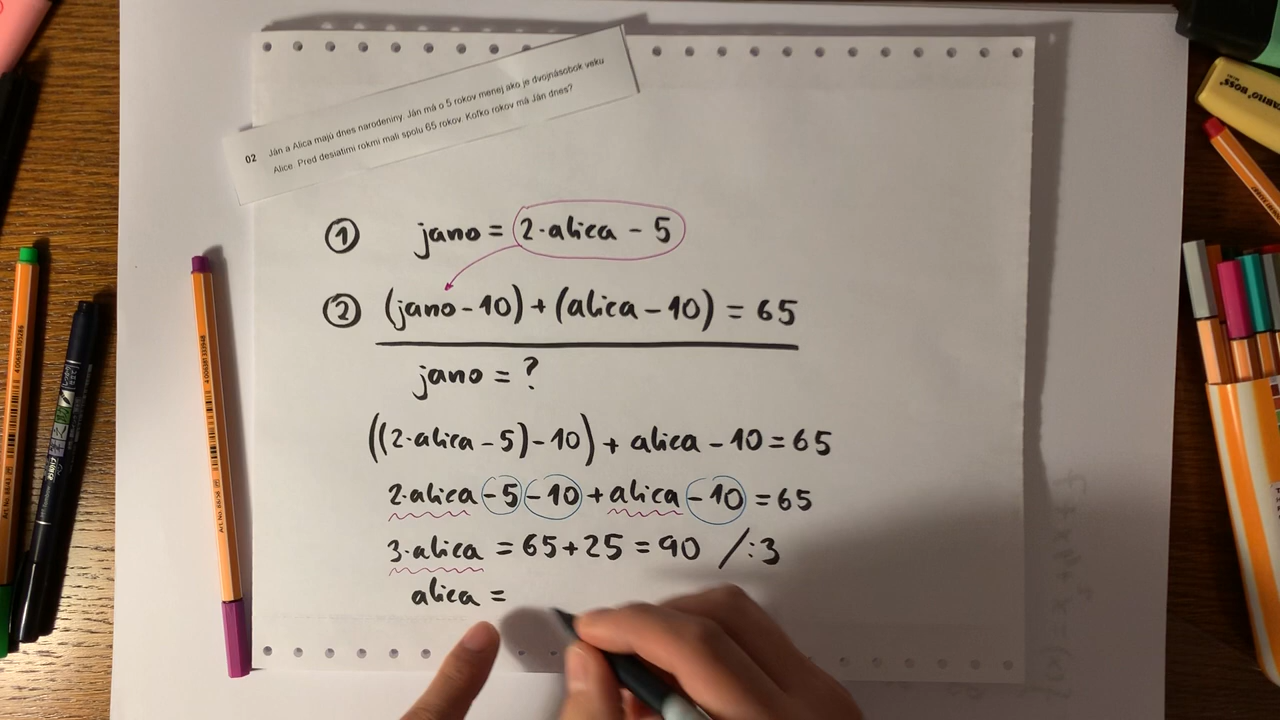 02 Ján a Alica majú dnes narodeniny. Ján má o 5 rokov menej ako je dvojnásobok veku
Alice. Pred desiatimi rokmi mali spolu 65 rokov. Koľko rokov má Ján dnes?
① jano = 2·alica - 5
② (jano - 10) + (alica - 10) = 65
jano = ?
((2·alica - 5) - 10) + alica - 10 = 65
2·alica - 5 - 10 + alica - 10 = 65
3·alica = 65 + 25 = 90 /:3
alica =
BOSS